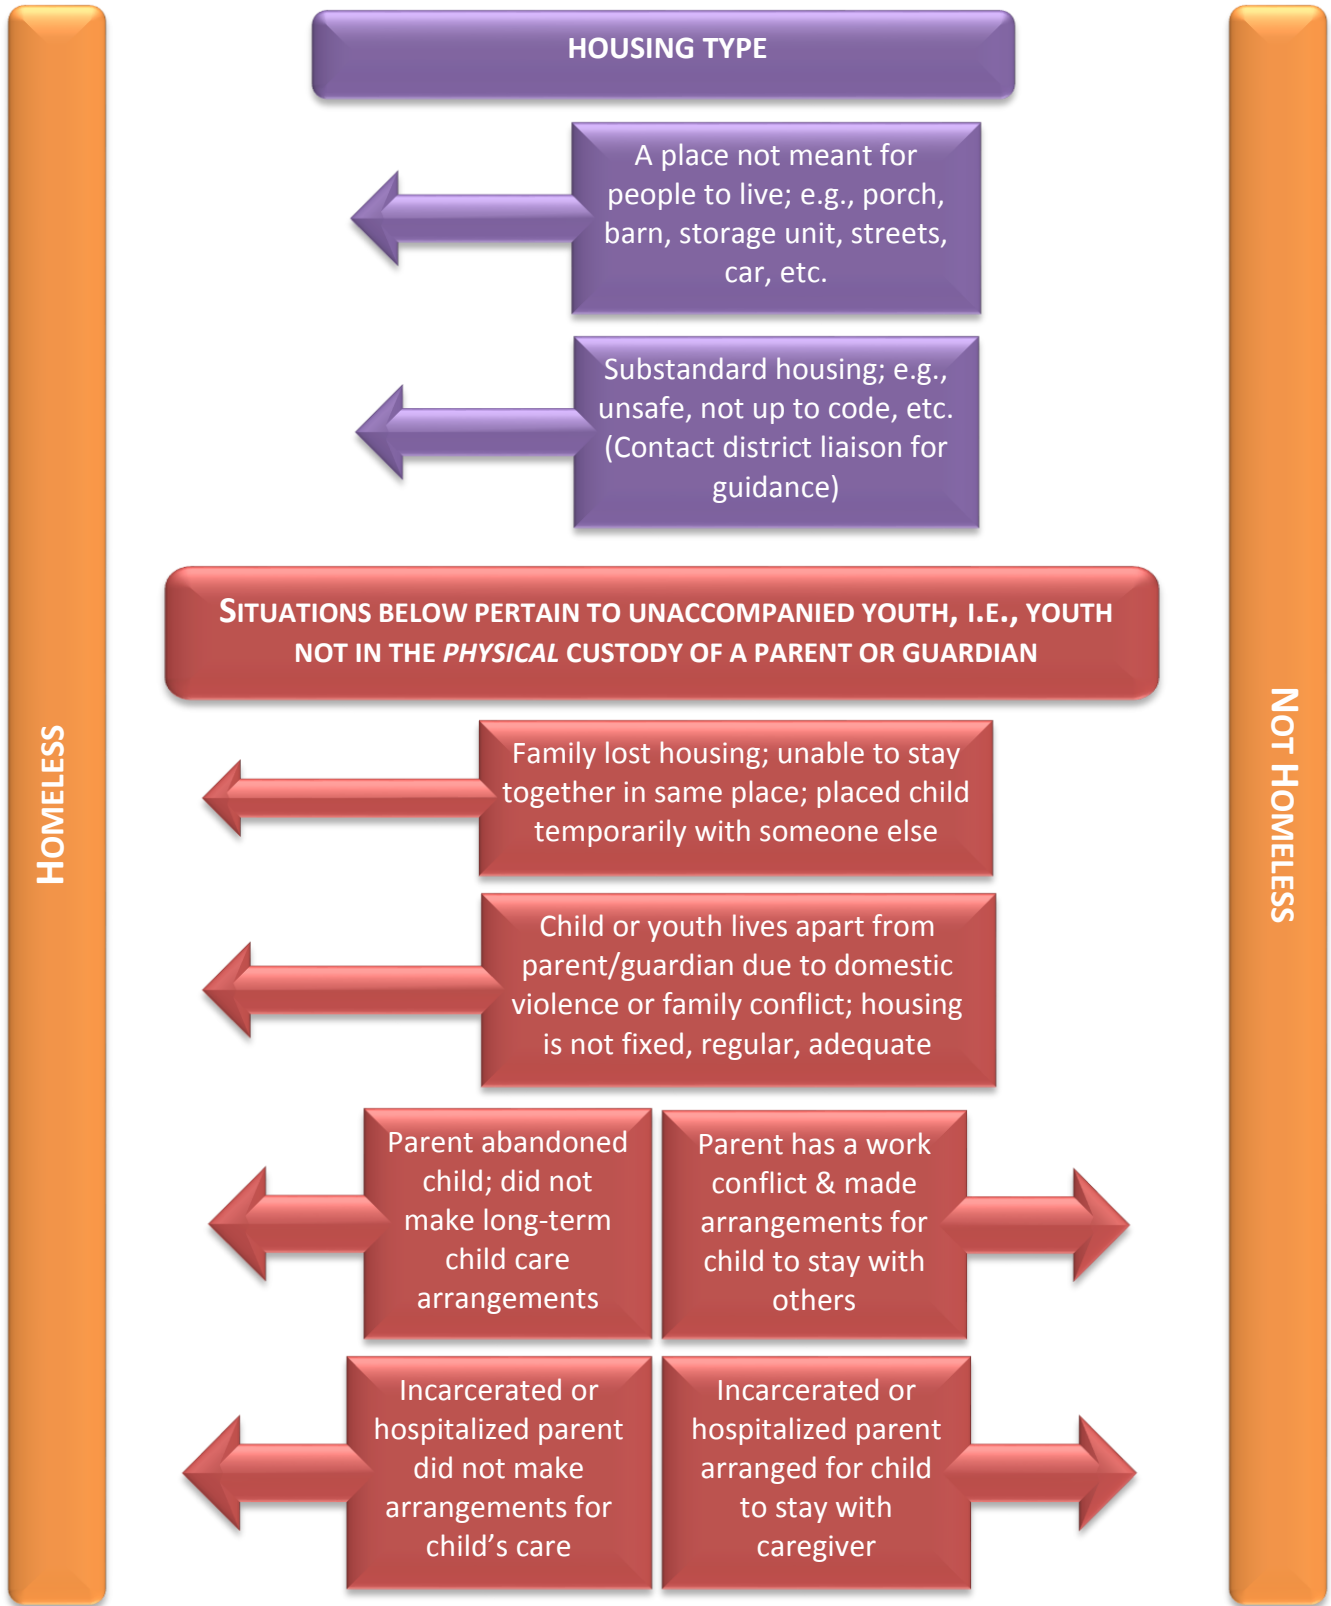 HOUSING TYPE
A place not meant for
people to live; e.g., porch,
barn, storage unit, streets,
car, etc.
Substandard housing; e.g.,
unsafe, not up to code, etc.
(Contact district liaison for
guidance)
SITUATIONS BELOW PERTAIN TO UNACCOMPANIED YOUTH, I.E., YOUTH
NOT IN THE PHYSICAL CUSTODY OF A PARENT OR GUARDIAN
HOMELESS
NOT HOMELESS
Family lost housing; unable to stay
together in same place; placed child
temporarily with someone else
Child or youth lives apart from
parent/guardian due to domestic
violence or family conflict; housing
is not fixed, regular, adequate
Parent abandoned
child; did not
make long-term
child care
arrangements
Parent has a work
conflict & made
arrangements for
child to stay with
others
Incarcerated or
hospitalized parent
did not make
arrangements for
child’s care
Incarcerated or
hospitalized parent
arranged for child
to stay with
caregiver